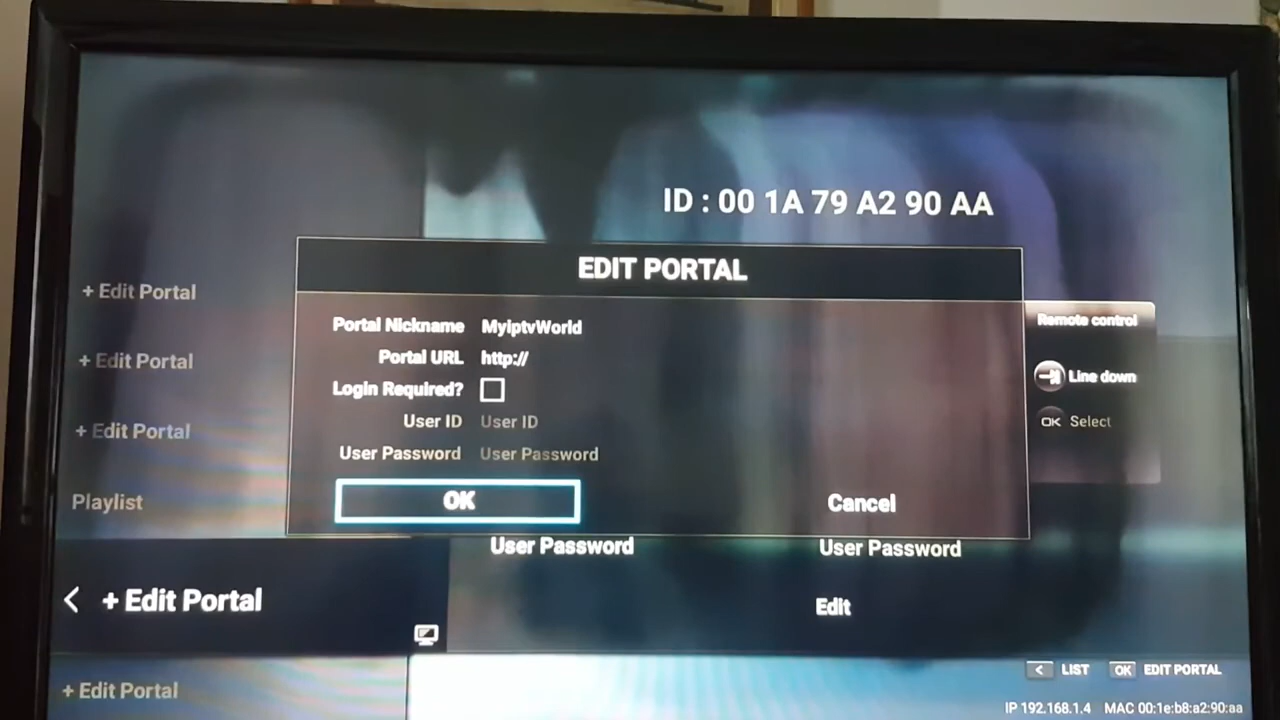 ID : 00 1A 79 A2 90 AA
EDIT PORTAL
+ Edit Portal
+ Edit Portal
+ Edit Portal
Playlist
+ Edit Portal
+ Edit Portal
Portal Nickname MyiptvWorld
Portal URL http://
Login Required?
User ID User ID
User Password User Password
OK Cancel
User Password User Password
Edit
Remote control
Line down
OK Select
< LIST OK EDIT PORTAL
IP 192.168.1.4 MAC 00:1e:b8:a2:90:aa